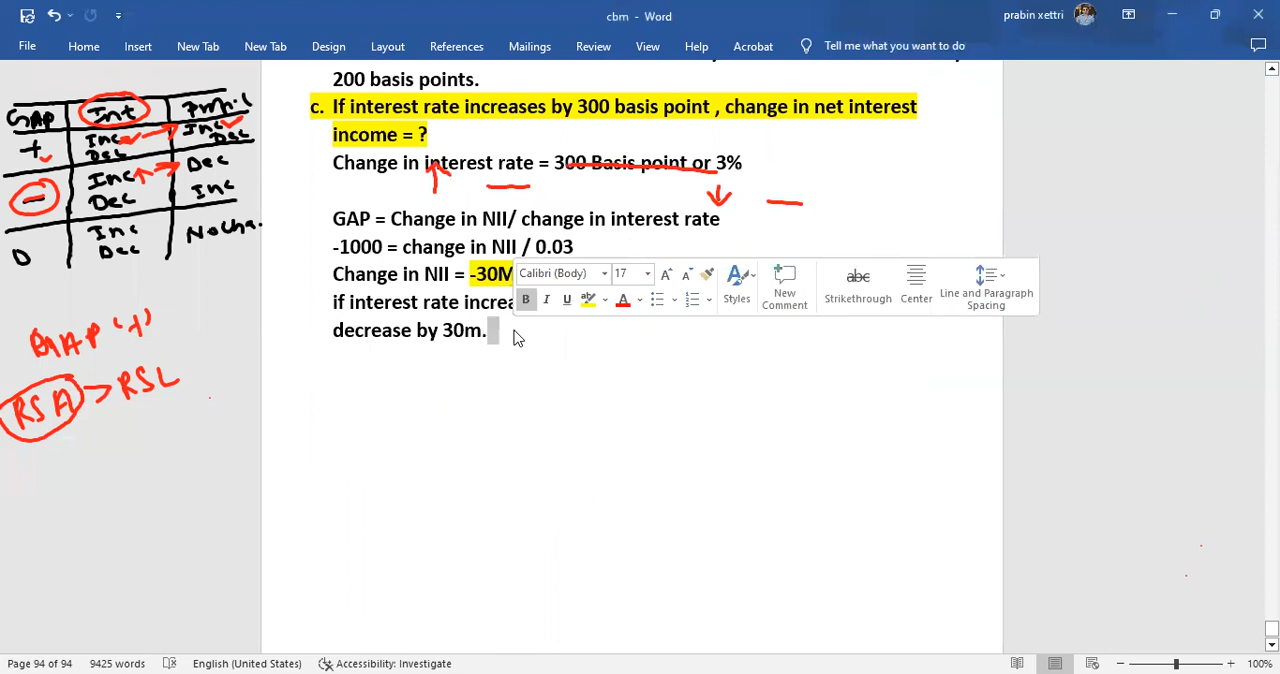 cbm - Word
prabin xettri
File Home Insert New Tab New Tab Design Layout References Mailings Review View Help Acrobat Tell me what you want to do
200 basis points.
c. If interest rate increases by 300 basis point , change in net interest
income = ?
Change in interest rate = 300 Basis point or 3%
GAP = Change in NII/ change in interest rate
-1000 = change in NII / 0.03
Change in NII = -30M
if interest rate increa
decrease by 30m.
Calibri (Body) 17
B I U
Styles
New
Comment
Strikethrough
Center
Line and Paragraph
Spacing
GAP Int
+ Inc Inc
Dec Dec
- Inc Dec
Dec Inc
0 Inc
Dec
GAP '+'
RSA > RSL
Page 94 of 94 9425 words English (United States) Accessibility: Investigate 100%